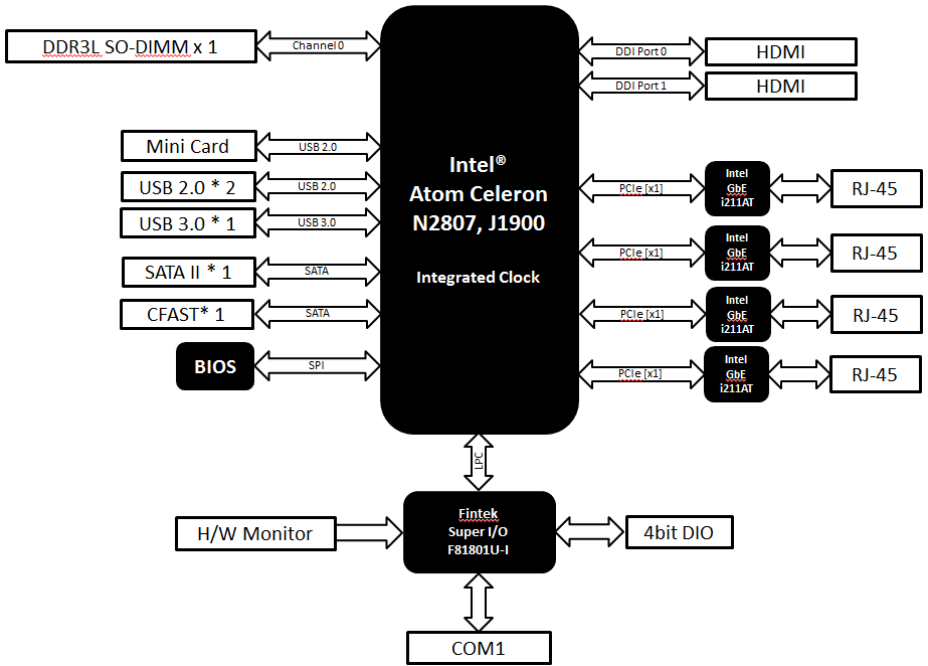 DDR3L SO-DIMM x 1
Channel 0
DDI Port 0
HDMI
DDI Port 1
HDMI
Mini Card
USB 2.0
USB 2.0 * 2
USB 2.0
USB 3.0 * 1
USB 3.0
SATA II * 1
SATA
CFAST* 1
SATA
BIOS
SPI
Intel®
Atom Celeron
N2807, J1900
Integrated Clock
PCIe [x1]
Intel
GbE
i211AT
RJ-45
PCIe [x1]
Intel
GbE
i211AT
RJ-45
PCIe [x1]
Intel
GbE
i211AT
RJ-45
PCIe [x1]
Intel
GbE
i211AT
RJ-45
LPC
H/W Monitor
Fintek
Super I/O
F81801U-I
4bit DIO
COM1